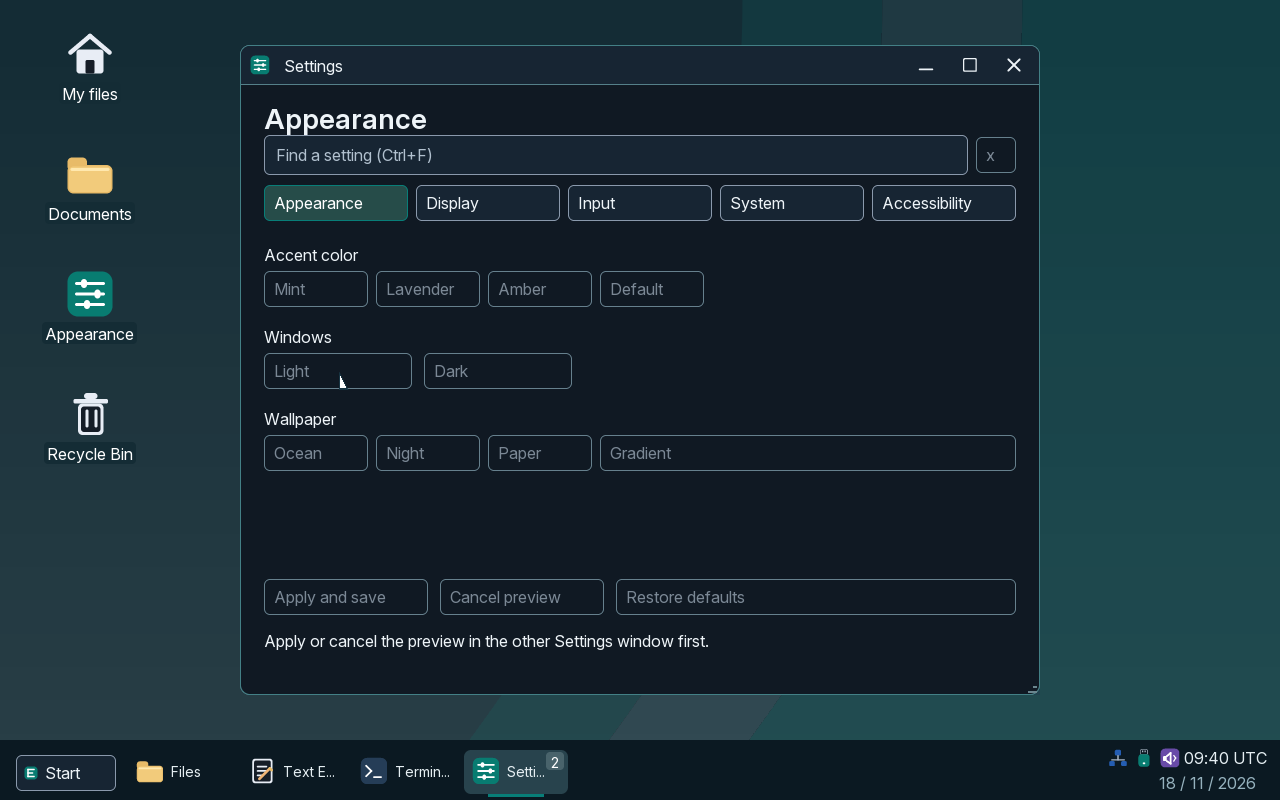 My files
Documents
Appearance
Recycle Bin
Settings
Appearance
Find a setting (Ctrl+F)
x
Appearance Display Input System Accessibility
Accent color
Mint Lavender Amber Default
Windows
Light Dark
Wallpaper
Ocean Night Paper Gradient
Apply and save Cancel preview Restore defaults
Apply or cancel the preview in the other Settings window first.
E Start Files Text E... Termin... Setti... 2
09:40 UTC
18 / 11 / 2026